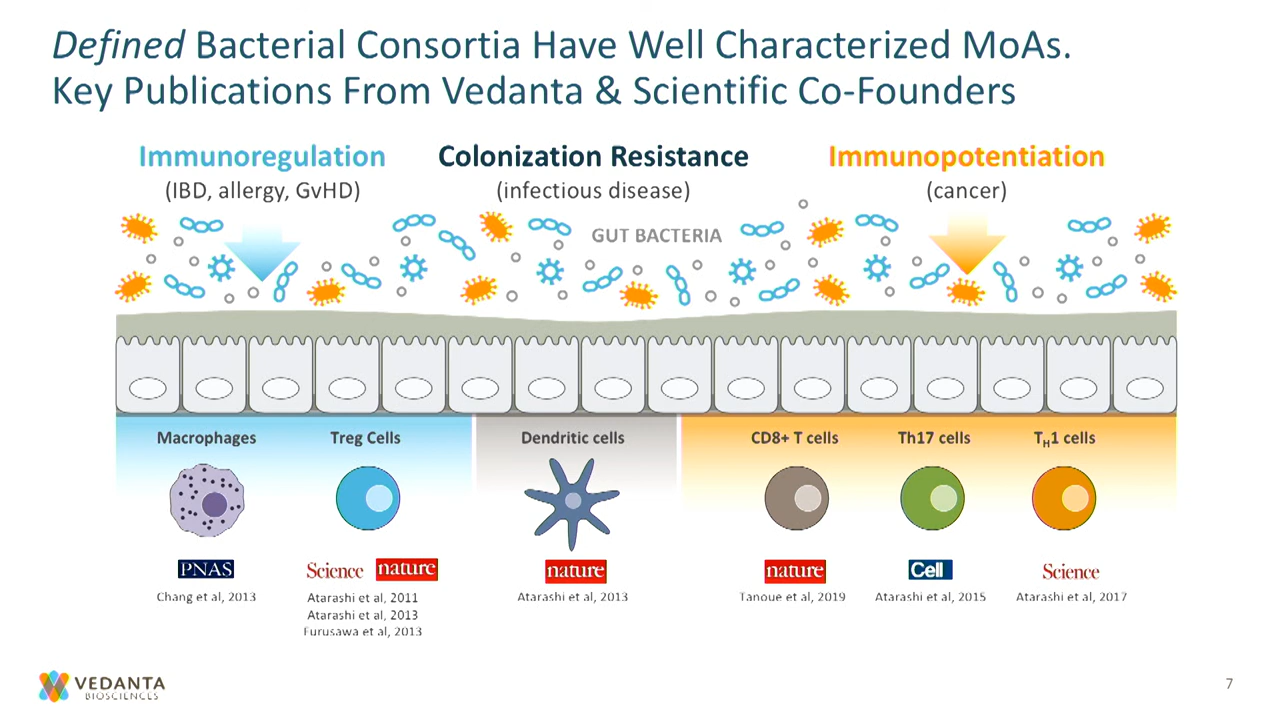 Defined Bacterial Consortia Have Well Characterized MoAs.
Key Publications From Vedanta & Scientific Co-Founders
Immunoregulation
(IBD, allergy, GvHD)
Colonization Resistance
(infectious disease)
Immunopotentiation
(cancer)
GUT BACTERIA
Macrophages
Treg Cells
Dendritic cells
CD8+ T cells
Th17 cells
TH1 cells
PNAS
Science
nature
nature
nature
Cell
Science
Chang et al, 2013
Atarashi et al, 2011
Atarashi et al, 2013
Furusawa et al, 2013
Atarashi et al, 2013
Tanoue et al, 2019
Atarashi et al, 2015
Atarashi et al, 2017
VEDANTA
BIOSCIENCES
7